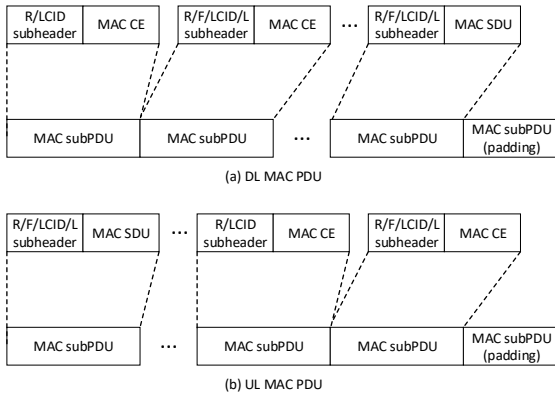 R/LCID
subheader
MAC CE
R/F/LCID/L
subheader
MAC CE
...
R/F/LCID/L
subheader
MAC SDU
MAC subPDU
MAC subPDU
...
MAC subPDU
MAC subPDU
(padding)
(a) DL MAC PDU
R/F/LCID/L
subheader
MAC SDU
...
R/LCID
subheader
MAC CE
R/F/LCID/L
subheader
MAC CE
MAC subPDU
...
MAC subPDU
MAC subPDU
MAC subPDU
(padding)
(b) UL MAC PDU